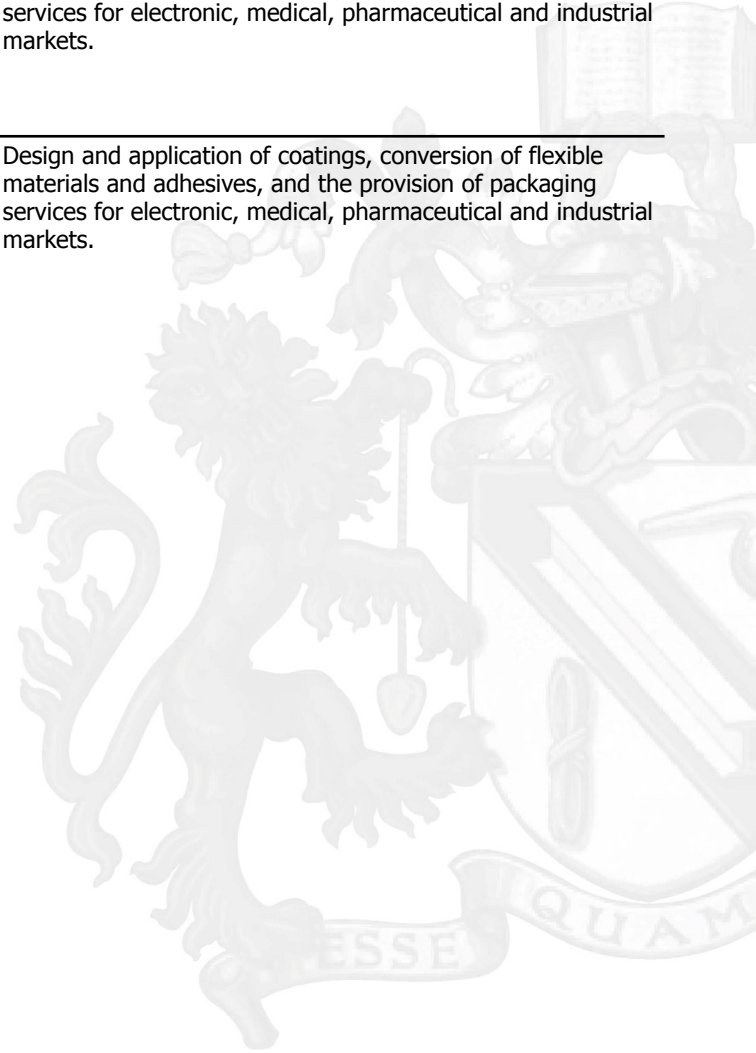 services for electronic, medical, pharmaceutical and industrial
markets.
Design and application of coatings, conversion of flexible
materials and adhesives, and the provision of packaging
services for electronic, medical, pharmaceutical and industrial
markets.
ESSE
QUAM